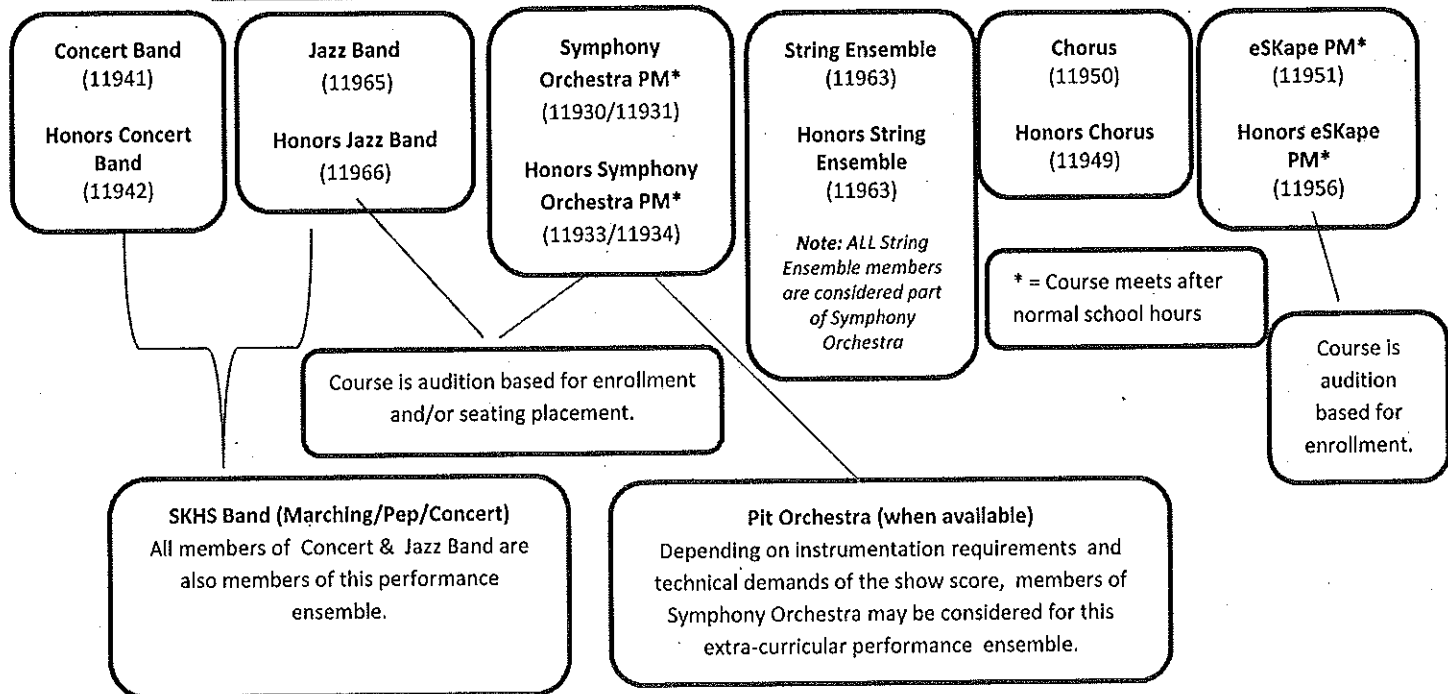 Concert Band
(11941)
Honors Concert
Band
(11942)
Jazz Band
(11965)
Honors Jazz Band
(11966)
Symphony
Orchestra PM*
(11930/11931)
Honors Symphony
Orchestra PM*
(11933/11934)
String Ensemble
(11963)
Honors String
Ensemble
(11963)
Note: ALL String
Ensemble members
are considered part
of Symphony
Orchestra
Chorus
(11950)
Honors Chorus
(11949)
eSKape PM*
(11951)
Honors eSKape
PM*
(11956)
* = Course meets after
normal school hours
Course is audition based for enrollment
and/or seating placement.
Course is
audition
based for
enrollment.
SKHS Band (Marching/Pep/Concert)
All members of Concert & Jazz Band are
also members of this performance
ensemble.
Pit Orchestra (when available)
Depending on instrumentation requirements and
technical demands of the show score, members of
Symphony Orchestra may be considered for this
extra-curricular performance ensemble.